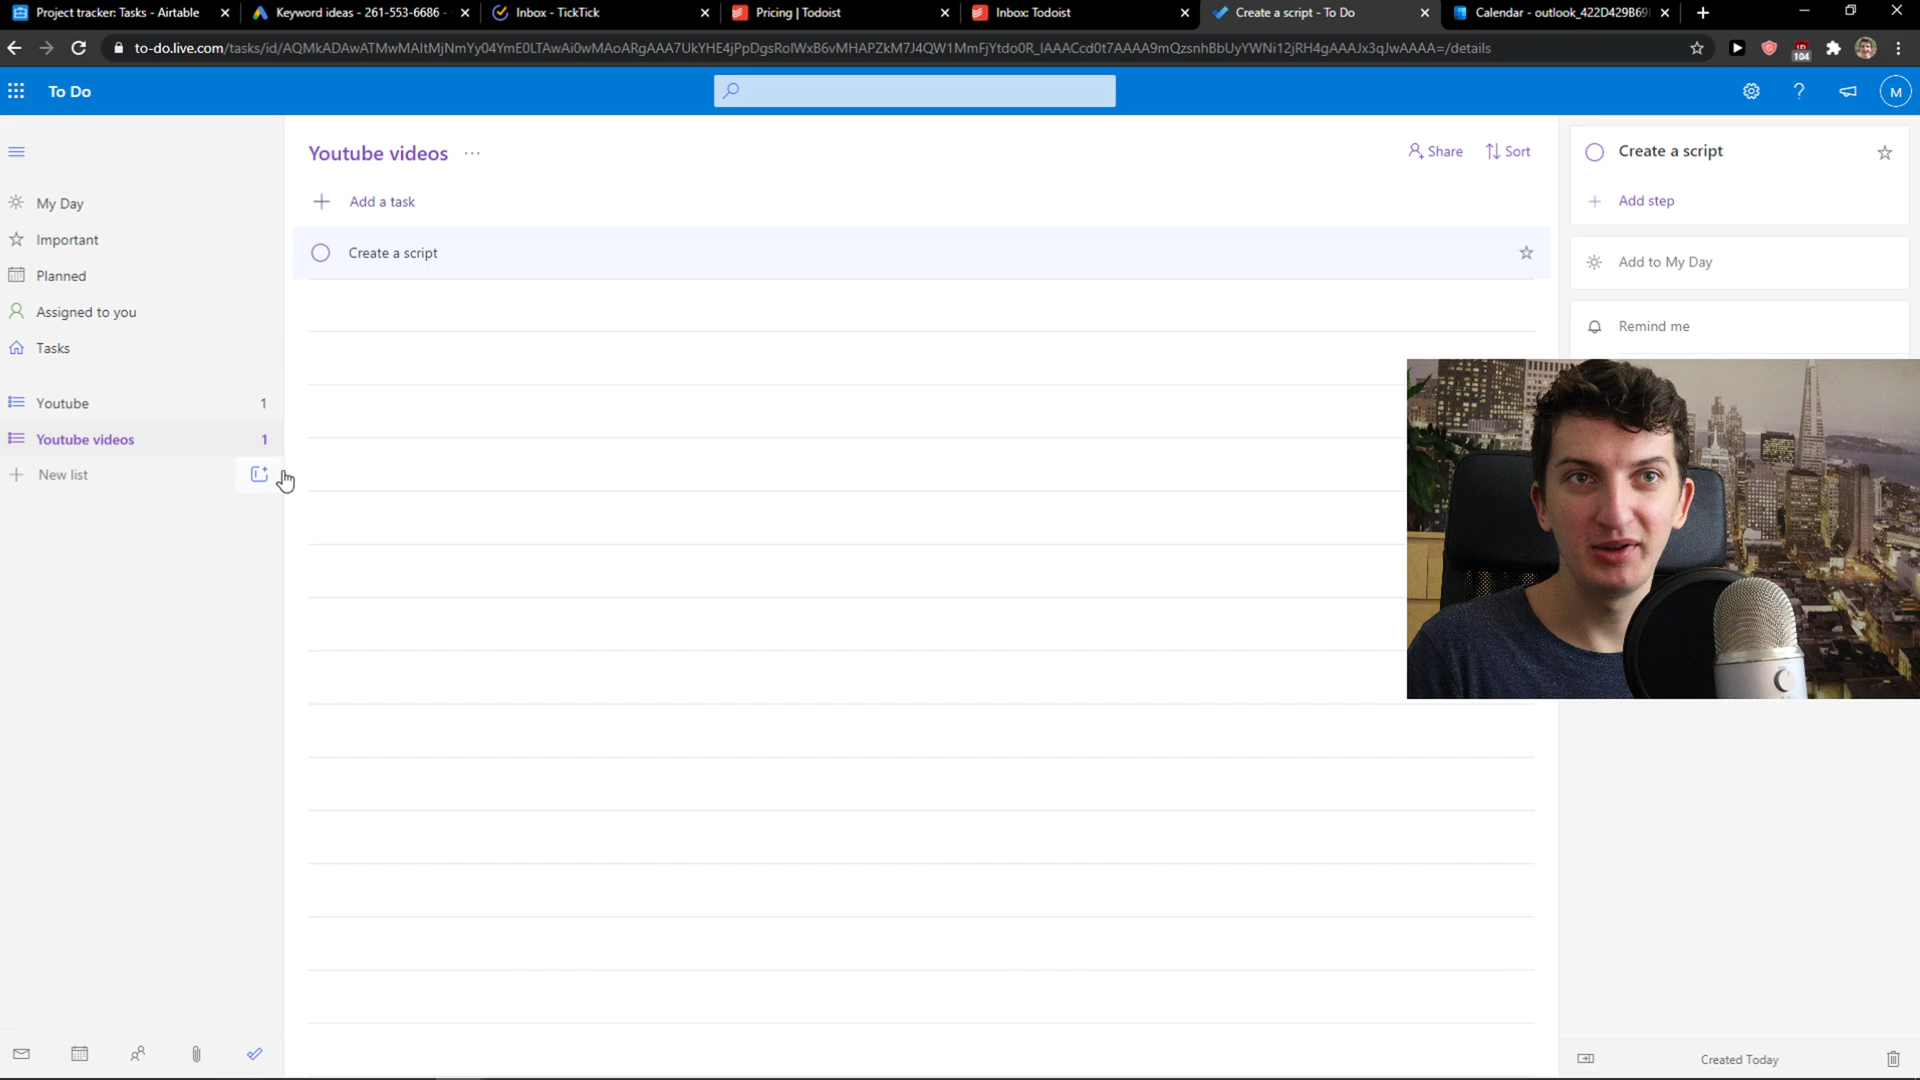 Project tracker: Tasks - Airtable
Keyword ideas - 261-553-6686 -
Inbox - TickTick
Pricing | Todoist
Inbox: Todoist
Create a script - To Do
Calendar - outlook_422D429B69
to-do.live.com/tasks/id/AQMkADAwATMwMAItMjNmYy04YmE0LTAwAi0wMAoARgAAA7UkYHE4jPpDgsRolWxB6vMHAPZkM7J4QW1MmFjYtdo0R_IAAACcd0t7AAAA9mQzsnhBbUyYWNi12jRH4gAAAJx3qJwAAAA=/details
104
To Do
M
Youtube videos
Share
Sort
Create a script
Add a task
Add step
My Day
Important
Create a script
Add to My Day
Planned
Assigned to you
Remind me
Tasks
Youtube 1
Youtube videos 1
New list
Created Today